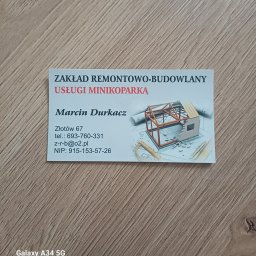 ZAKŁAD REMONTOWO-BUDOWLANY
USŁUGI MINIKOPARKĄ
Marcin Durkacz
Złotów 67
tel.: 693-760-331
z-r-b@o2.pl
NIP: 915-153-57-26
Galaxy A34 5G